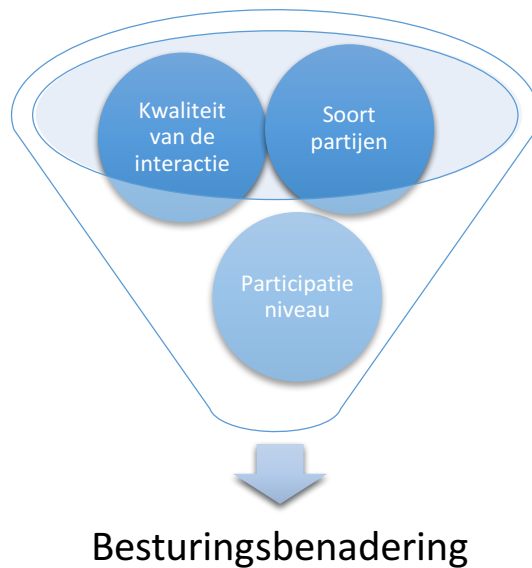 Kwaliteit
van de
interactie
Soort
partijen
Participatie
niveau
Besturingsbenadering